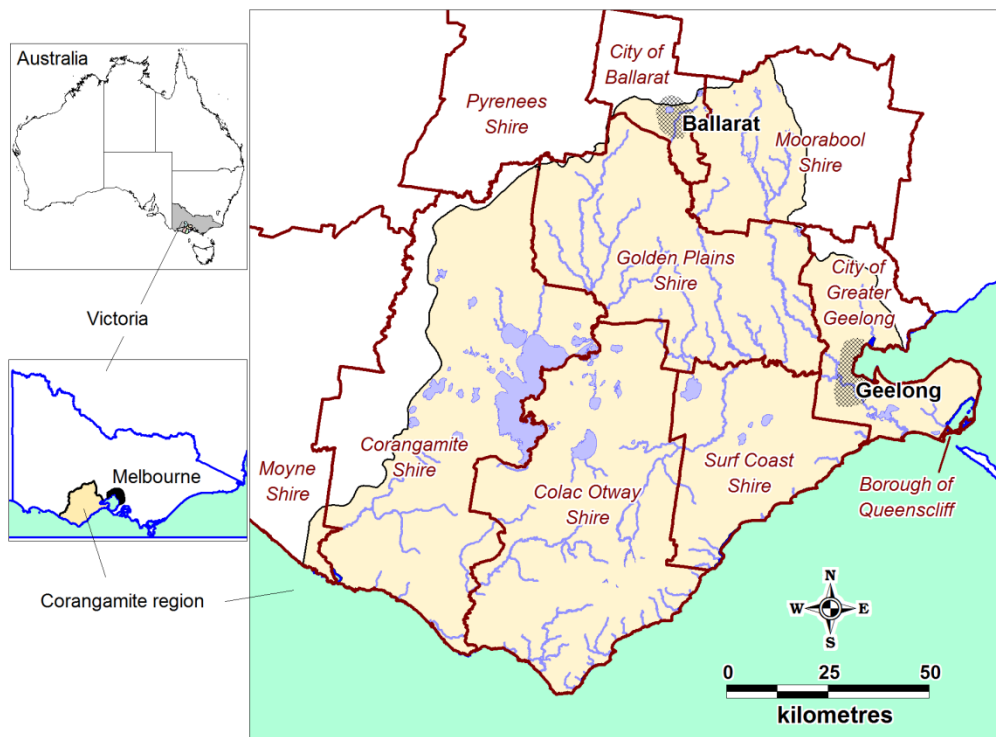 Australia
Victoria
Melbourne
Corangamite region
City of
Ballarat
Pyrenees
Shire
Ballarat
Moorabool
Shire
Golden Plains
Shire
City of
Greater
Geelong
Geelong
Corangamite
Shire
Moyne
Shire
Colac Otway
Shire
Surf Coast
Shire
Borough of
Queenscliff
N
W E
S
0 25 50
kilometres